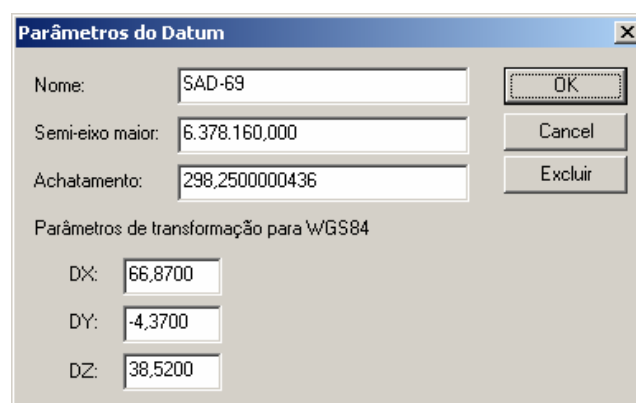 Parâmetros do Datum
Nome: SAD-69 OK
Semi-eixo maior: 6.378.160,000 Cancel
Achatamento: 298,2500000436 Excluir
Parâmetros de transformação para WGS84
DX: 66,8700
DY: -4,3700
DZ: 38,5200